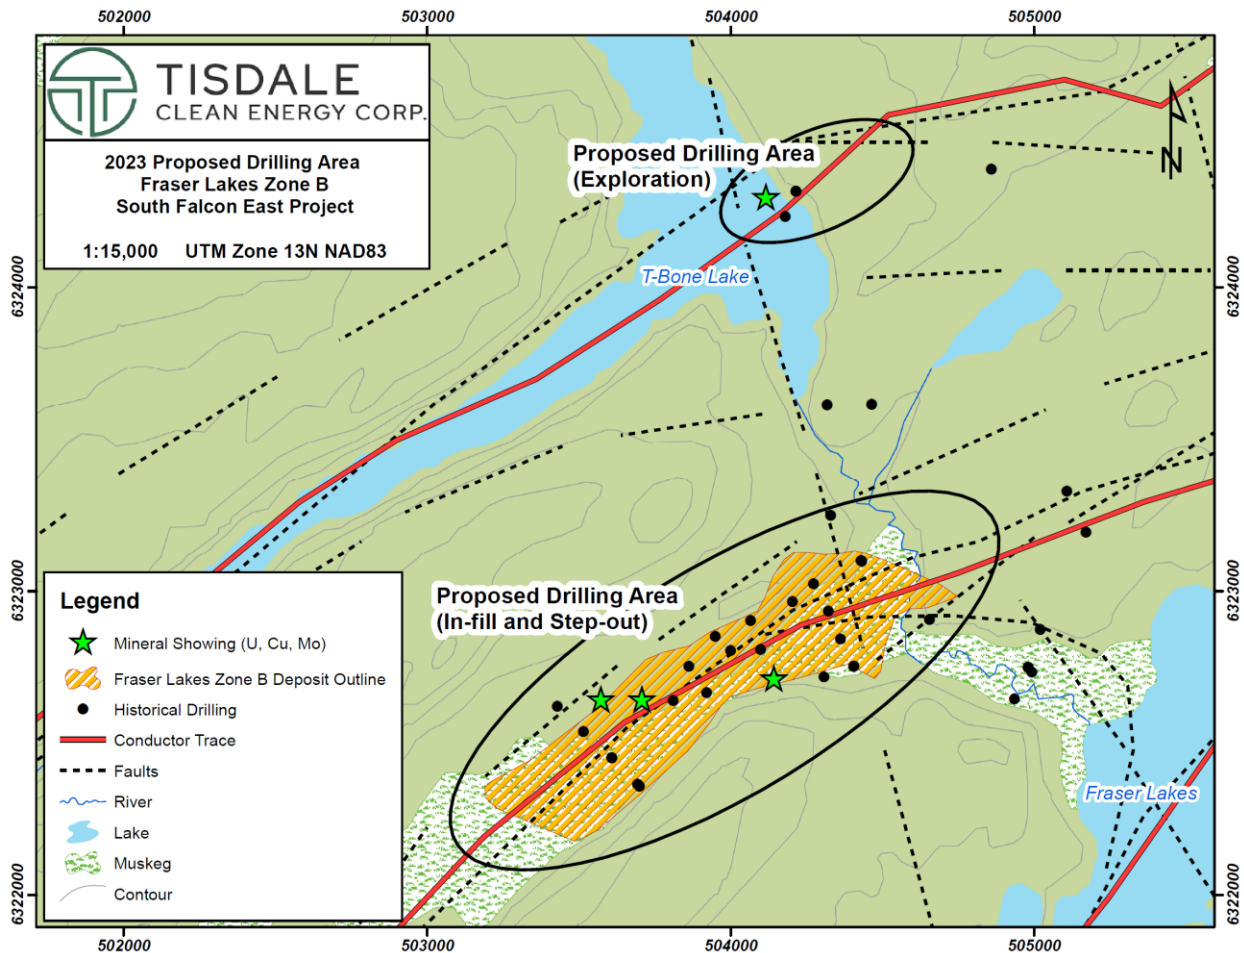 502000 503000 504000 505000
TISDALE
CLEAN ENERGY CORP.
2023 Proposed Drilling Area
Fraser Lakes Zone B
South Falcon East Project
1:15,000 UTM Zone 13N NAD83
Proposed Drilling Area
(Exploration)
N
T-Bone Lake
6324000
6324000
6323000
6323000
Proposed Drilling Area
(In-fill and Step-out)
Legend
Mineral Showing (U, Cu, Mo)
Fraser Lakes Zone B Deposit Outline
Historical Drilling
Conductor Trace
Faults
River
Lake
Muskeg
Contour
Fraser Lakes
6322000
6322000
502000 503000 504000 505000